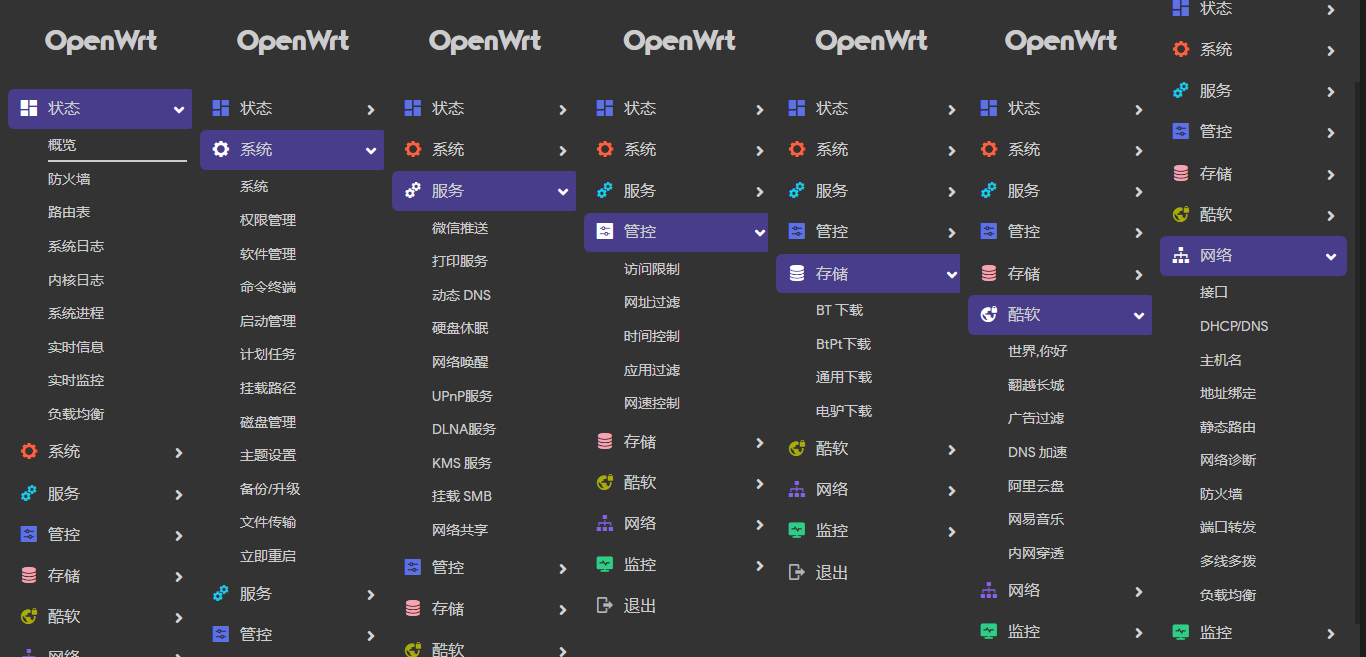 OpenWrt
状态
概览
防火墙
路由表
系统日志
内核日志
系统进程
实时信息
实时监控
负载均衡
系统
服务
管控
存储
酷软
网络
OpenWrt
状态
系统
系统
权限管理
软件管理
命令终端
启动管理
计划任务
挂载路径
磁盘管理
主题设置
备份/升级
文件传输
立即重启
服务
管控
OpenWrt
状态
系统
服务
微信推送
打印服务
动态 DNS
硬盘休眠
网络唤醒
UPnP服务
DLNA服务
KMS 服务
挂载 SMB
网络共享
管控
存储
酷软
OpenWrt
状态
系统
服务
管控
访问限制
网址过滤
时间控制
应用过滤
网速控制
存储
酷软
网络
监控
退出
OpenWrt
状态
系统
服务
管控
存储
BT 下载
BtPt下载
通用下载
电驴下载
酷软
网络
监控
退出
OpenWrt
状态
系统
服务
管控
存储
酷软
世界,你好
翻越长城
广告过滤
DNS 加速
阿里云盘
网易音乐
内网穿透
网络
监控
状态
系统
服务
管控
存储
酷软
网络
接口
DHCP/DNS
主机名
地址绑定
静态路由
网络诊断
防火墙
端口转发
多线多拨
负载均衡
监控